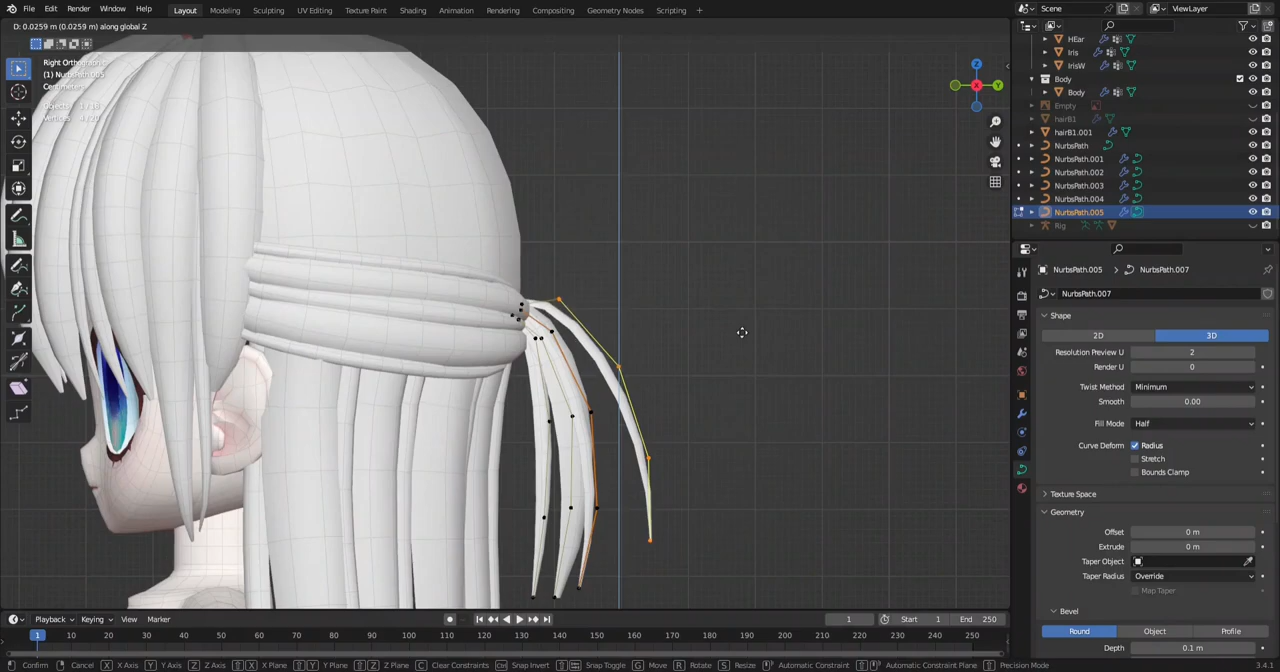 File Edit Render Window Help Layout Modeling Sculpting UV Editing Texture Paint Shading Animation Rendering Compositing Geometry Nodes Scripting Scene ViewLayer
D: 0.0259 m (0.0259 m) along global Z
Right Orthographic
(1) NurbsPath.005
Centimeters
Objects 1/18
Vertices 4/20
X
Y
Z
HEar
Iris
IrisW
Body
Body
Empty
hairB1
hairB1.001
NurbsPath
NurbsPath.001
NurbsPath.002
NurbsPath.003
NurbsPath.004
NurbsPath.005
Rig
NurbsPath.005 > NurbsPath.007
NurbsPath.007
Shape
2D 3D
Resolution Preview U 2
Render U 0
Twist Method Minimum
Smooth 0.00
Fill Mode Half
Curve Deform Radius
Stretch
Bounds Clamp
Texture Space
Geometry
Offset 0 m
Extrude 0 m
Taper Object
Taper Radius Override
Map Taper
Bevel
Round Object Profile
Depth 0.1 m
Playback Keying View Marker 1 Start 1 End 250
1 10 20 30 40 50 60 70 80 90 100 110 120 130 140 150 160 170 180 190 200 210 220 230 240 250
Confirm Cancel X X Axis Y Y Axis Z Z Axis X X Plane Y Y Plane Z Z Plane C Clear Constraints Snap Invert Snap Toggle G Move R Rotate S Resize Automatic Constraint Automatic Constraint Plane Precision Mode 3.4.1